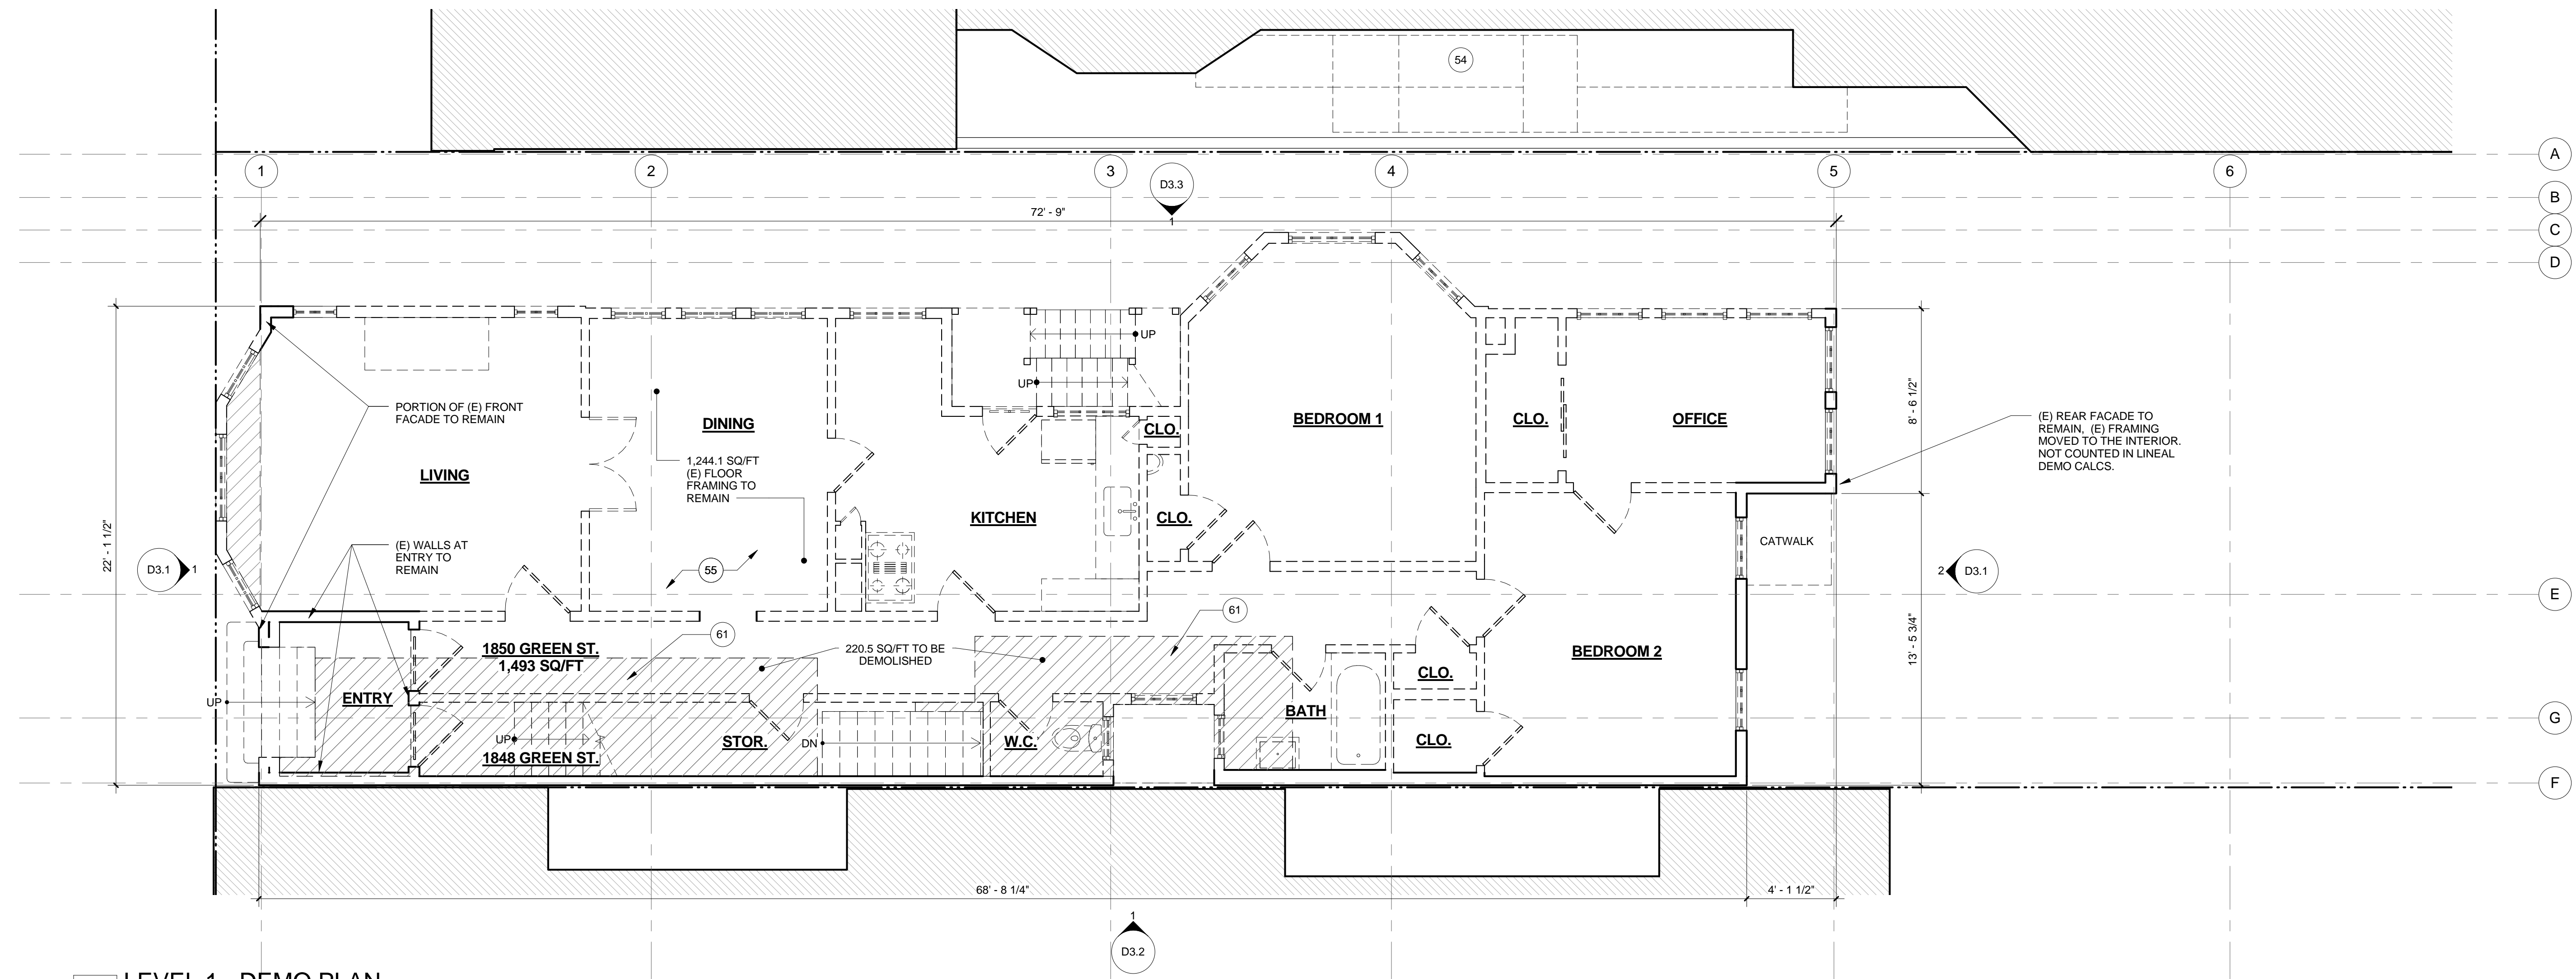 54
A
1
2
3
D3.3
1
4
5
6
B
72' - 9"
C
D
UP
UP
PORTION OF (E) FRONT
FACADE TO REMAIN
DINING
CLO.
BEDROOM 1
CLO.
OFFICE
8' - 6 1/2"
(E) REAR FACADE TO
REMAIN, (E) FRAMING
MOVED TO THE INTERIOR.
NOT COUNTED IN LINEAL
DEMO CALCS.
LIVING
1,244.1 SQ/FT
(E) FLOOR
FRAMING TO
REMAIN
KITCHEN
CLO.
22' - 1 1/2"
(E) WALLS AT
ENTRY TO
REMAIN
CATWALK
D3.1
1
55
2
D3.1
E
61
61
1850 GREEN ST.
1,493 SQ/FT
220.5 SQ/FT TO BE
DEMOLISHED
BEDROOM 2
13' - 5 3/4"
CLO.
UP
ENTRY
BATH
G
UP
STOR.
DN
W.C.
CLO.
1848 GREEN ST.
F
68' - 8 1/4"
4' - 1 1/2"
1
D3.2
LEVEL 1 - DEMO PLAN